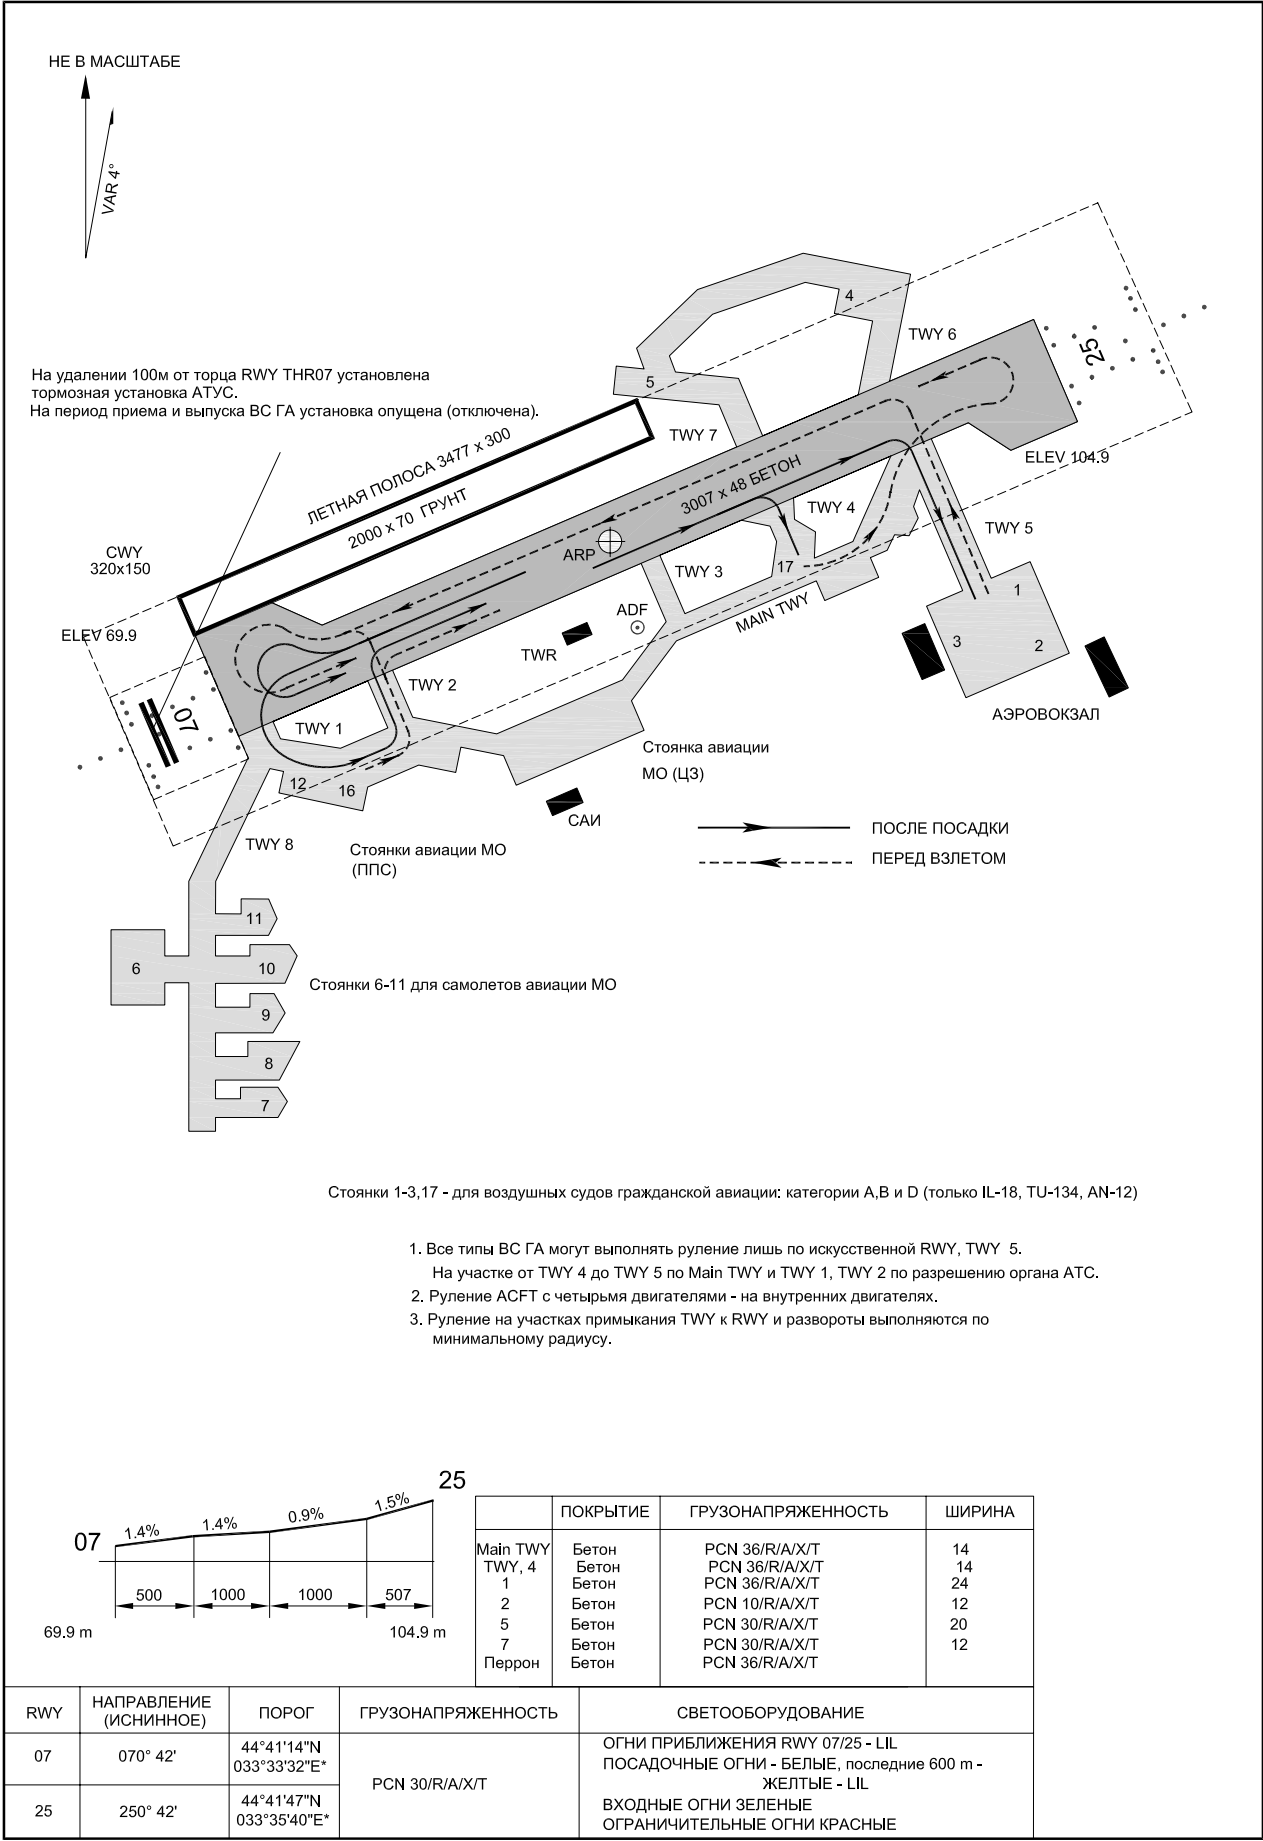 НЕ В МАСШТАБЕ
VAR 4°
На удалении 100м от торца RWY THR07 установлена
тормозная установка АТУС.
На период приема и выпуска ВС ГА установка опущена (отключена).
4
TWY 6
25
5
TWY 7
ELEV 104.9
ЛЕТНАЯ ПОЛОСА 3477 x 300
2000 x 70 ГРУНТ
3007 x 48 БЕТОН
TWY 4
TWY 5
CWY
320x150
ARP
TWY 3
17
1
MAIN TWY
ADF
ELEV 69.9
TWR
3
2
TWY 2
07
TWY 1
АЭРОВОКЗАЛ
Стоянка авиации
МО (ЦЗ)
12
16
САИ
ПОСЛЕ ПОСАДКИ
TWY 8
Стоянки авиации МО
(ППС)
ПЕРЕД ВЗЛЕТОМ
11
6
10
Стоянки 6-11 для самолетов авиации МО
9
8
7
Стоянки 1-3,17 - для воздушных судов гражданской авиации: категории А,В и D (только IL-18, TU-134, AN-12)
1. Все типы ВС ГА могут выполнять руление лишь по искусственной RWY, TWY 5.
На участке от TWY 4 до TWY 5 по Main TWY и TWY 1, TWY 2 по разрешению органа АТС.
2. Руление ACFT с четырьмя двигателями - на внутренних двигателях.
3. Руление на участках примыкания TWY к RWY и развороты выполняются по
минимальному радиусу.
25
07
1.4% 1.4% 0.9% 1.5%
500 1000 1000 507
69.9 m 104.9 m
ПОКРЫТИЕ ГРУЗОНАПРЯЖЕННОСТЬ ШИРИНА
Main TWY Бетон PCN 36/R/A/X/T 14
TWY, 4 Бетон PCN 36/R/A/X/T 14
1 Бетон PCN 36/R/A/X/T 24
2 Бетон PCN 10/R/A/X/T 12
5 Бетон PCN 30/R/A/X/T 20
7 Бетон PCN 30/R/A/X/T 12
Перрон Бетон PCN 36/R/A/X/T
RWY НАПРАВЛЕНИЕ (ИСНИННОЕ) ПОРОГ ГРУЗОНАПРЯЖЕННОСТЬ СВЕТООБОРУДОВАНИЕ
07 070° 42' 44°41'14"N 033°33'32"E*
25 250° 42' 44°41'47"N 033°35'40"E*
PCN 30/R/A/X/T
ОГНИ ПРИБЛИЖЕНИЯ RWY 07/25 - LIL
ПОСАДОЧНЫЕ ОГНИ - БЕЛЫЕ, последние 600 m -
ЖЕЛТЫЕ - LIL
ВХОДНЫЕ ОГНИ ЗЕЛЕНЫЕ
ОГРАНИЧИТЕЛЬНЫЕ ОГНИ КРАСНЫЕ